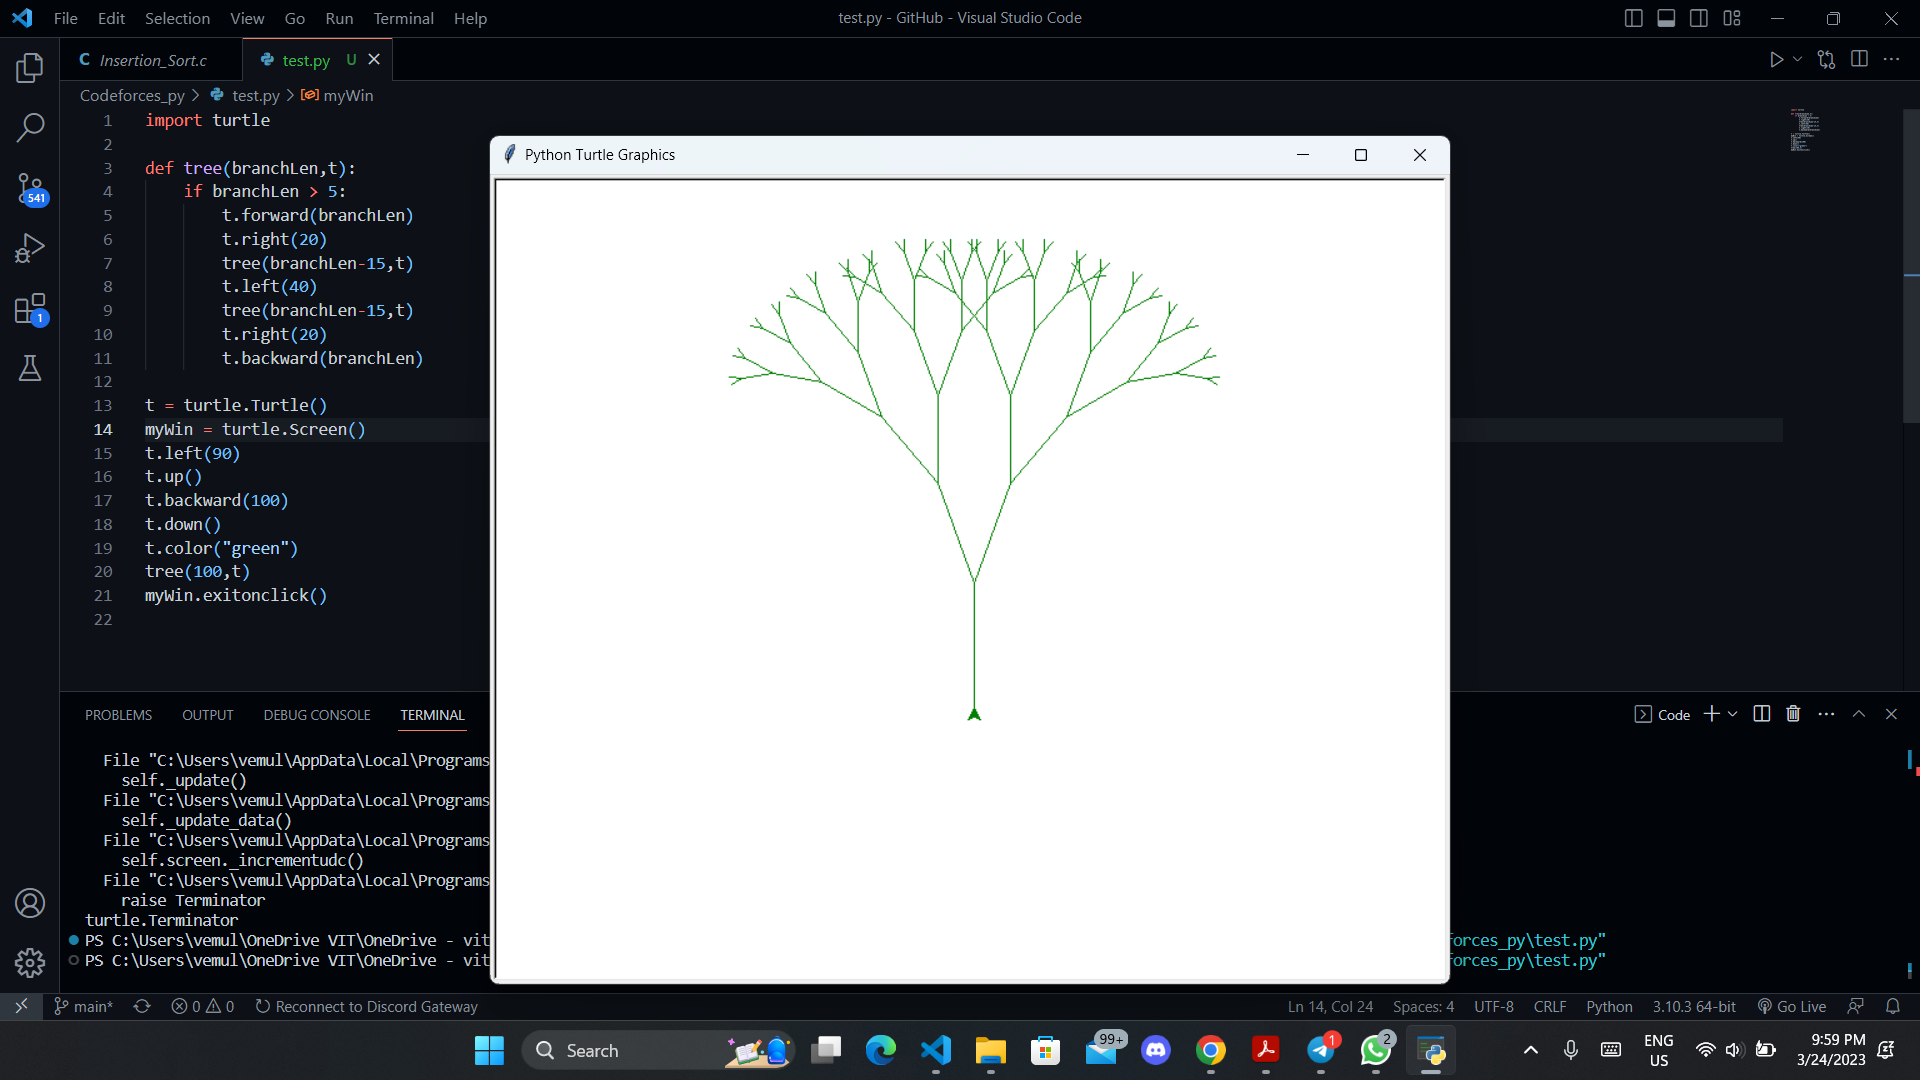 File Edit Selection View Go Run Terminal Help
test.py - GitHub - Visual Studio Code
C Insertion_Sort.c
test.py U
Codeforces_py > test.py > myWin
1 import turtle
2
3 def tree(branchLen,t):
4 if branchLen > 5:
5 t.forward(branchLen)
6 t.right(20)
7 tree(branchLen-15,t)
8 t.left(40)
9 tree(branchLen-15,t)
10 t.right(20)
11 t.backward(branchLen)
12
13 t = turtle.Turtle()
14 myWin = turtle.Screen()
15 t.left(90)
16 t.up()
17 t.backward(100)
18 t.down()
19 t.color("green")
20 tree(100,t)
21 myWin.exitonclick()
22
541
1
Python Turtle Graphics
PROBLEMS OUTPUT DEBUG CONSOLE TERMINAL
Code
File "C:\Users\vemul\AppData\Local\Programs
self._update()
File "C:\Users\vemul\AppData\Local\Programs
self._update_data()
File "C:\Users\vemul\AppData\Local\Programs
self.screen._incrementudc()
File "C:\Users\vemul\AppData\Local\Programs
raise Terminator
turtle.Terminator
PS C:\Users\vemul\OneDrive VIT\OneDrive - vit
forces_py\test.py"
PS C:\Users\vemul\OneDrive VIT\OneDrive - vit
forces_py\test.py"
main* 0 0 Reconnect to Discord Gateway
Ln 14, Col 24 Spaces: 4 UTF-8 CRLF Python 3.10.3 64-bit Go Live
Search
99+
1
2
ENG
US
9:59 PM
3/24/2023